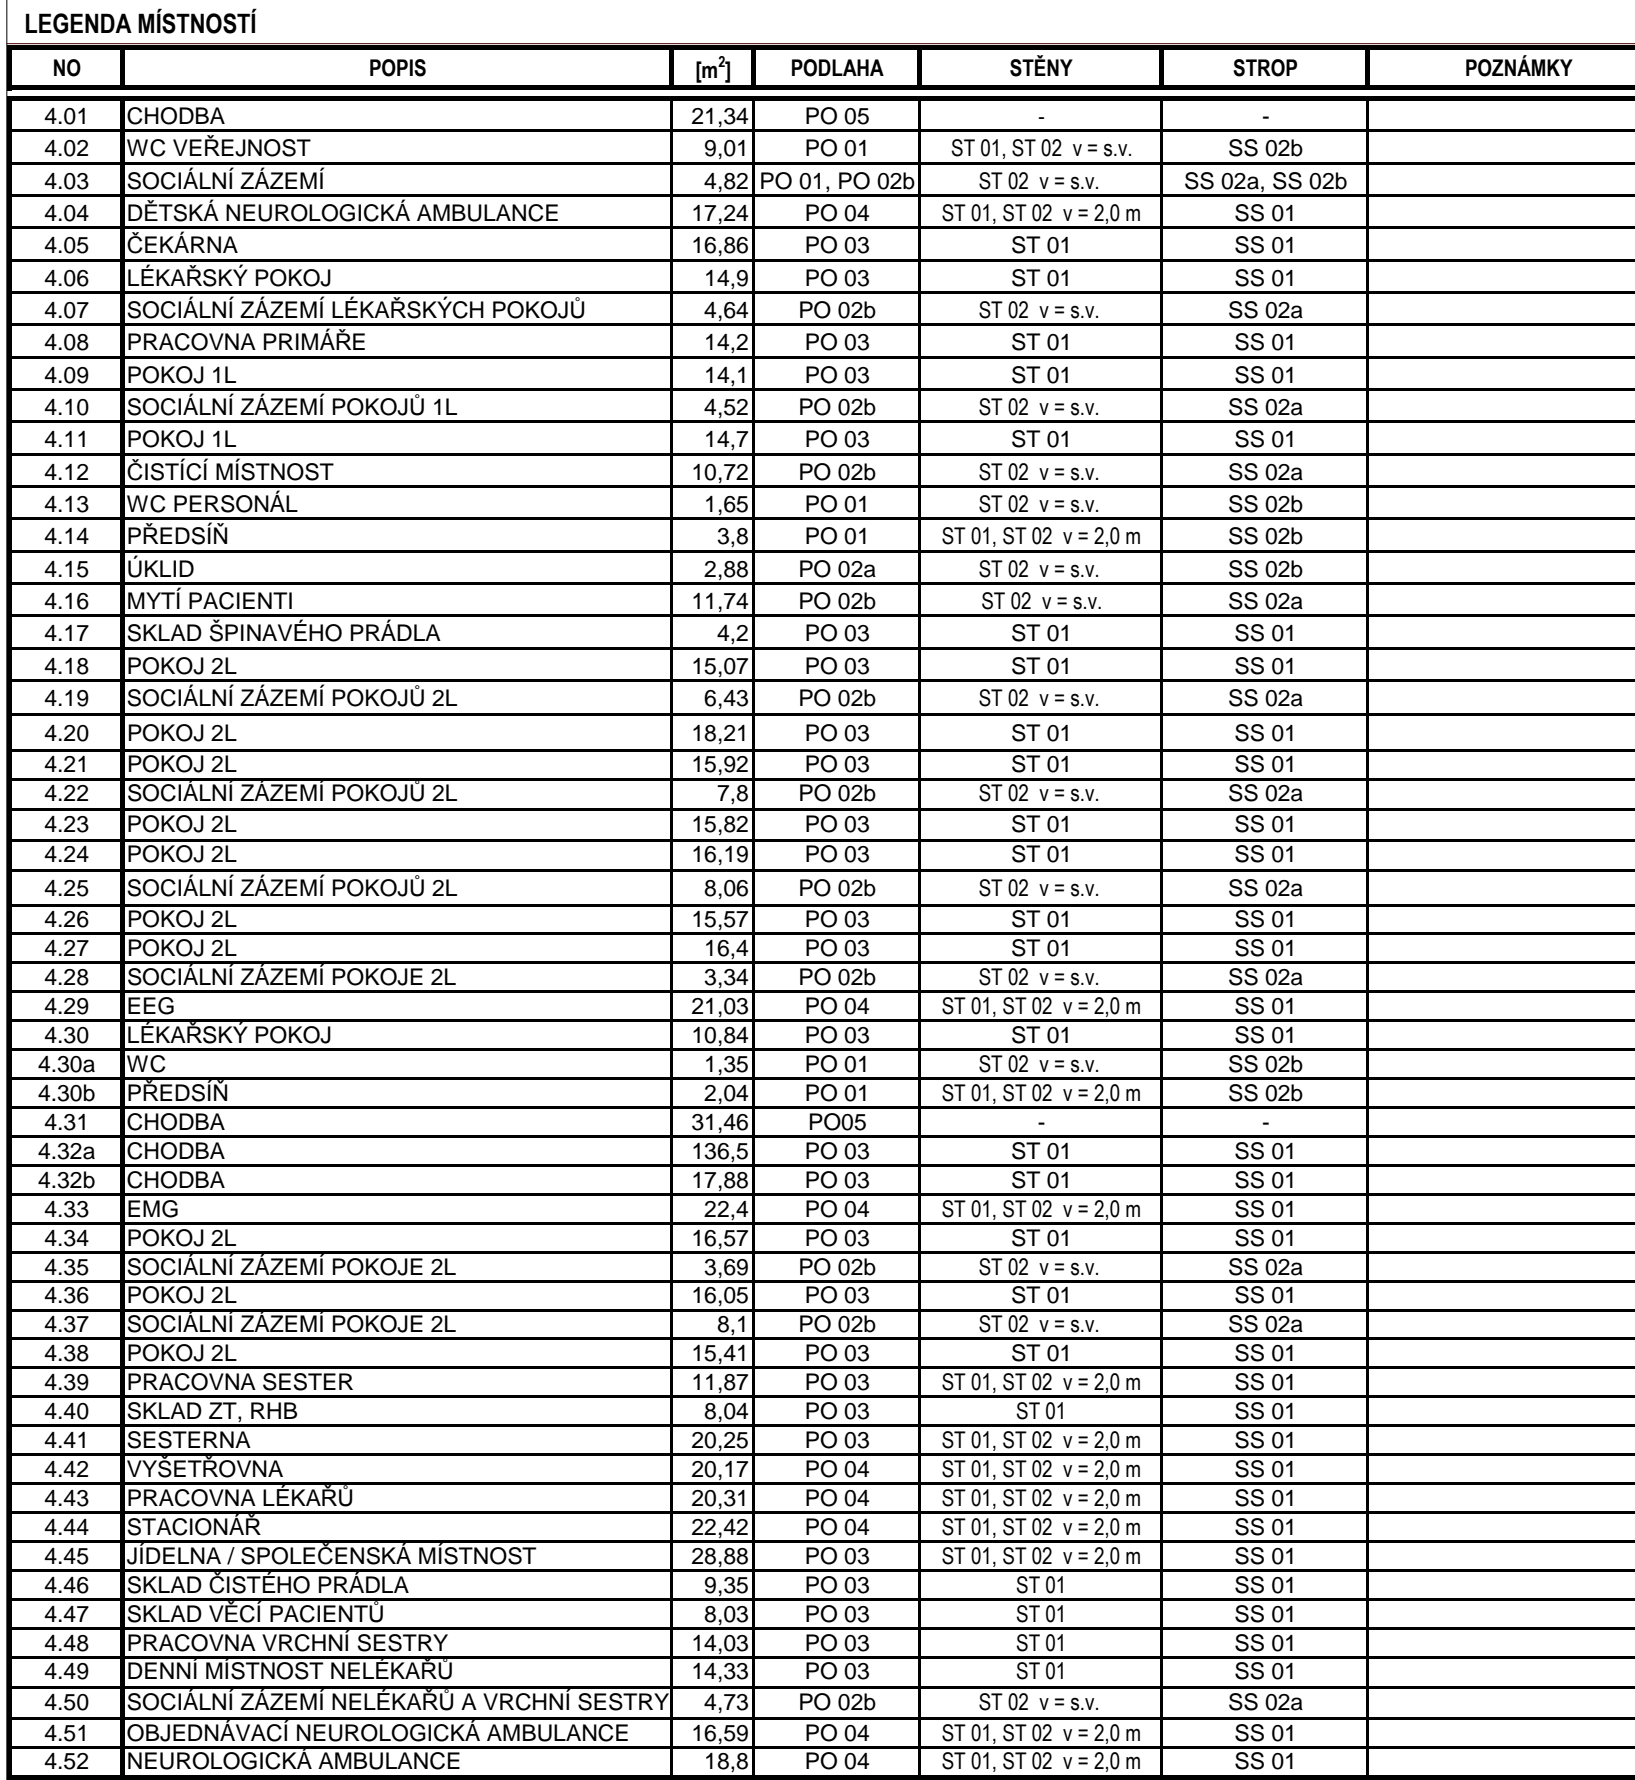 LEGENDA MÍSTNOSTÍ
NO POPIS [m²] PODLAHA STĚNY STROP POZNÁMKY
4.01 CHODBA 21,34 PO 05 - -
4.02 WC VEŘEJNOST 9,01 PO 01 ST 01, ST 02 v = s.v. SS 02b
4.03 SOCIÁLNÍ ZÁZEMÍ 4,82 PO 01, PO 02b ST 02 v = s.v. SS 02a, SS 02b
4.04 DĚTSKÁ NEUROLOGICKÁ AMBULANCE 17,24 PO 04 ST 01, ST 02 v = 2,0 m SS 01
4.05 ČEKÁRNA 16,86 PO 03 ST 01 SS 01
4.06 LÉKAŘSKÝ POKOJ 14,9 PO 03 ST 01 SS 01
4.07 SOCIÁLNÍ ZÁZEMÍ LÉKAŘSKÝCH POKOJŮ 4,64 PO 02b ST 02 v = s.v. SS 02a
4.08 PRACOVNA PRIMÁŘE 14,2 PO 03 ST 01 SS 01
4.09 POKOJ 1L 14,1 PO 03 ST 01 SS 01
4.10 SOCIÁLNÍ ZÁZEMÍ POKOJŮ 1L 4,52 PO 02b ST 02 v = s.v. SS 02a
4.11 POKOJ 1L 14,7 PO 03 ST 01 SS 01
4.12 ČISTÍCÍ MÍSTNOST 10,72 PO 02b ST 02 v = s.v. SS 02a
4.13 WC PERSONÁL 1,65 PO 01 ST 02 v = s.v. SS 02b
4.14 PŘEDSÍŇ 3,8 PO 01 ST 01, ST 02 v = 2,0 m SS 02b
4.15 ÚKLID 2,88 PO 02a ST 02 v = s.v. SS 02b
4.16 MYTÍ PACIENTI 11,74 PO 02b ST 02 v = s.v. SS 02a
4.17 SKLAD ŠPINAVÉHO PRÁDLA 4,2 PO 03 ST 01 SS 01
4.18 POKOJ 2L 15,07 PO 03 ST 01 SS 01
4.19 SOCIÁLNÍ ZÁZEMÍ POKOJŮ 2L 6,43 PO 02b ST 02 v = s.v. SS 02a
4.20 POKOJ 2L 18,21 PO 03 ST 01 SS 01
4.21 POKOJ 2L 15,92 PO 03 ST 01 SS 01
4.22 SOCIÁLNÍ ZÁZEMÍ POKOJŮ 2L 7,8 PO 02b ST 02 v = s.v. SS 02a
4.23 POKOJ 2L 15,82 PO 03 ST 01 SS 01
4.24 POKOJ 2L 16,19 PO 03 ST 01 SS 01
4.25 SOCIÁLNÍ ZÁZEMÍ POKOJŮ 2L 8,06 PO 02b ST 02 v = s.v. SS 02a
4.26 POKOJ 2L 15,57 PO 03 ST 01 SS 01
4.27 POKOJ 2L 16,4 PO 03 ST 01 SS 01
4.28 SOCIÁLNÍ ZÁZEMÍ POKOJE 2L 3,34 PO 02b ST 02 v = s.v. SS 02a
4.29 EEG 21,03 PO 04 ST 01, ST 02 v = 2,0 m SS 01
4.30 LÉKAŘSKÝ POKOJ 10,84 PO 03 ST 01 SS 01
4.30a WC 1,35 PO 01 ST 02 v = s.v. SS 02b
4.30b PŘEDSÍŇ 2,04 PO 01 ST 01, ST 02 v = 2,0 m SS 02b
4.31 CHODBA 31,46 PO05 - -
4.32a CHODBA 136,5 PO 03 ST 01 SS 01
4.32b CHODBA 17,88 PO 03 ST 01 SS 01
4.33 EMG 22,4 PO 04 ST 01, ST 02 v = 2,0 m SS 01
4.34 POKOJ 2L 16,57 PO 03 ST 01 SS 01
4.35 SOCIÁLNÍ ZÁZEMÍ POKOJE 2L 3,69 PO 02b ST 02 v = s.v. SS 02a
4.36 POKOJ 2L 16,05 PO 03 ST 01 SS 01
4.37 SOCIÁLNÍ ZÁZEMÍ POKOJE 2L 8,1 PO 02b ST 02 v = s.v. SS 02a
4.38 POKOJ 2L 15,41 PO 03 ST 01 SS 01
4.39 PRACOVNA SESTER 11,87 PO 03 ST 01, ST 02 v = 2,0 m SS 01
4.40 SKLAD ZT, RHB 8,04 PO 03 ST 01 SS 01
4.41 SESTERNA 20,25 PO 03 ST 01, ST 02 v = 2,0 m SS 01
4.42 VYŠETŘOVNA 20,17 PO 04 ST 01, ST 02 v = 2,0 m SS 01
4.43 PRACOVNA LÉKAŘŮ 20,31 PO 04 ST 01, ST 02 v = 2,0 m SS 01
4.44 STACIONÁŘ 22,42 PO 04 ST 01, ST 02 v = 2,0 m SS 01
4.45 JÍDELNA / SPOLEČENSKÁ MÍSTNOST 28,88 PO 03 ST 01, ST 02 v = 2,0 m SS 01
4.46 SKLAD ČISTÉHO PRÁDLA 9,35 PO 03 ST 01 SS 01
4.47 SKLAD VĚCÍ PACIENTŮ 8,03 PO 03 ST 01 SS 01
4.48 PRACOVNA VRCHNÍ SESTRY 14,03 PO 03 ST 01 SS 01
4.49 DENNÍ MÍSTNOST NELÉKAŘŮ 14,33 PO 03 ST 01 SS 01
4.50 SOCIÁLNÍ ZÁZEMÍ NELÉKAŘŮ A VRCHNÍ SESTRY 4,73 PO 02b ST 02 v = s.v. SS 02a
4.51 OBJEDNÁVACÍ NEUROLOGICKÁ AMBULANCE 16,59 PO 04 ST 01, ST 02 v = 2,0 m SS 01
4.52 NEUROLOGICKÁ AMBULANCE 18,8 PO 04 ST 01, ST 02 v = 2,0 m SS 01